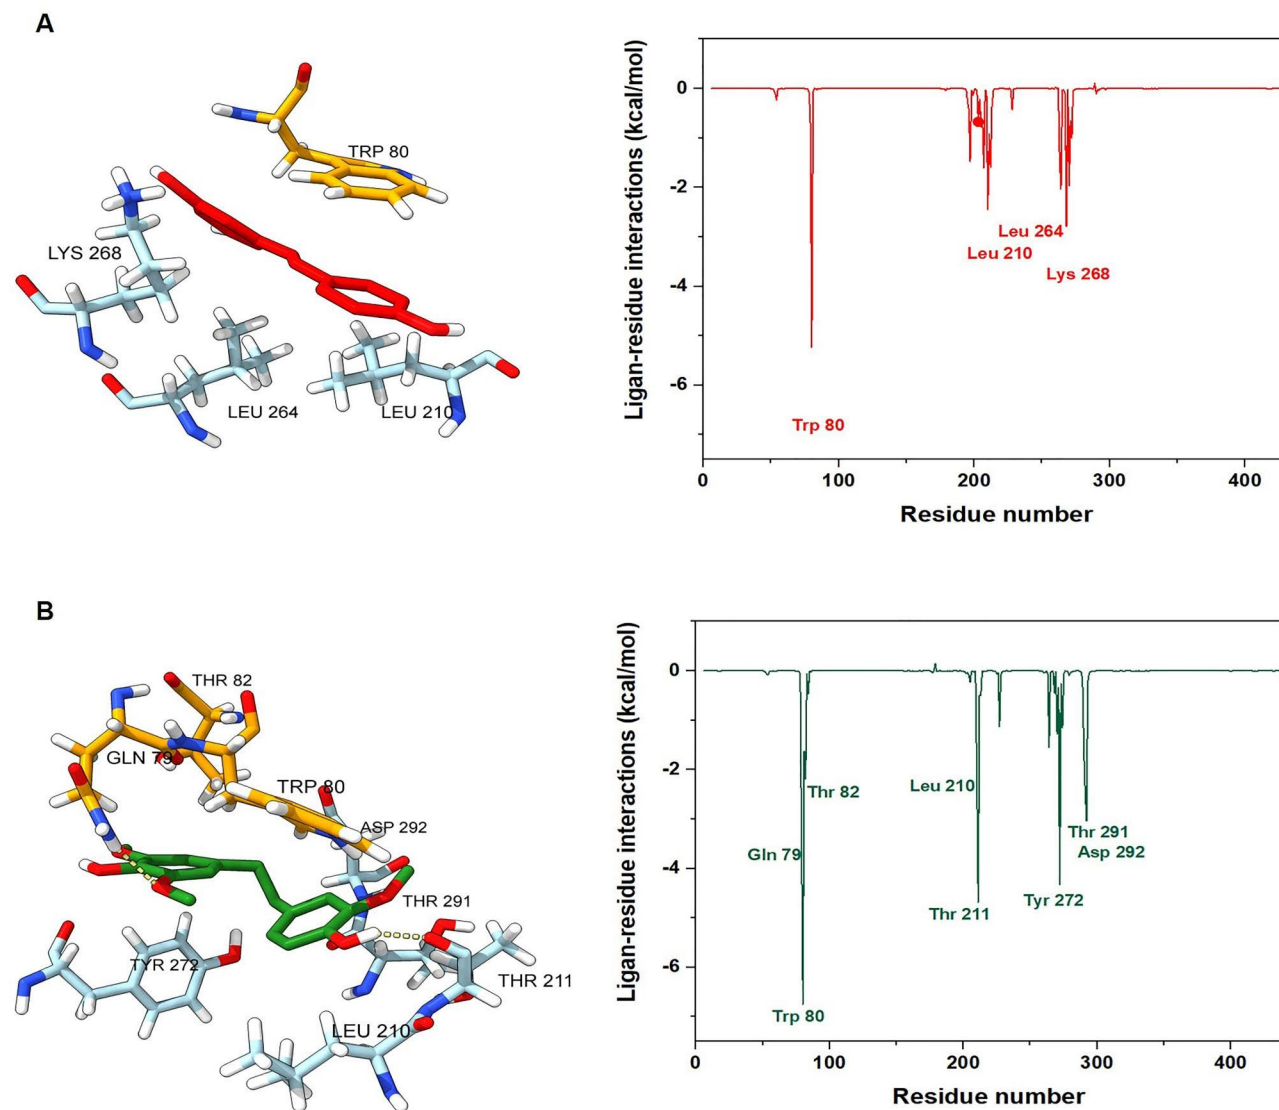 A
TRP 80
LYS 268
LEU 264
LEU 210
Ligan-residue interactions (kcal/mol)
0
-2
-4
-6
Leu 264
Leu 210
Lys 268
Trp 80
0
100
200
300
400
Residue number
B
THR 82
GLN 79
TRP 80
ASP 292
THR 291
TYR 272
THR 211
LEU 210
Ligan-residue interactions (kcal/mol)
0
-2
-4
-6
Thr 82
Leu 210
Gln 79
Thr 291
Asp 292
Thr 211
Tyr 272
Trp 80
0
100
200
300
400
Residue number